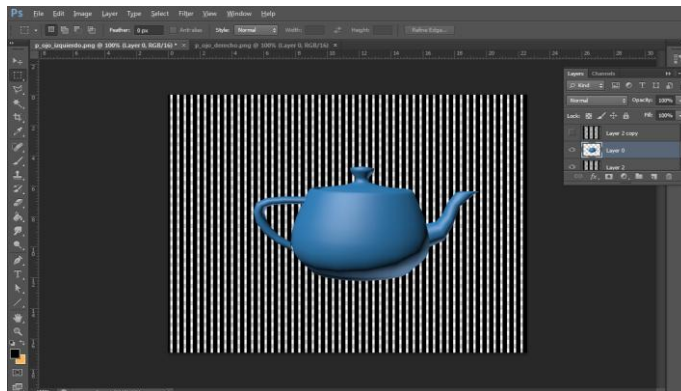 Ps File Edit Image Layer Type Select Filter View Window Help
Feather: 0 px Anti-alias Style: Normal Width: Height: Refine Edge...
p_ojo_izquierdo.png @ 100% (Layer 0, RGB/16) * × p_ojo_derecho.png @ 100% (Layer 0, RGB/16) ×
Layers Channels
Kind
Normal Opacity: 100%
Lock: Fill: 100%
Layer 2 copy
Layer 0
Layer 2